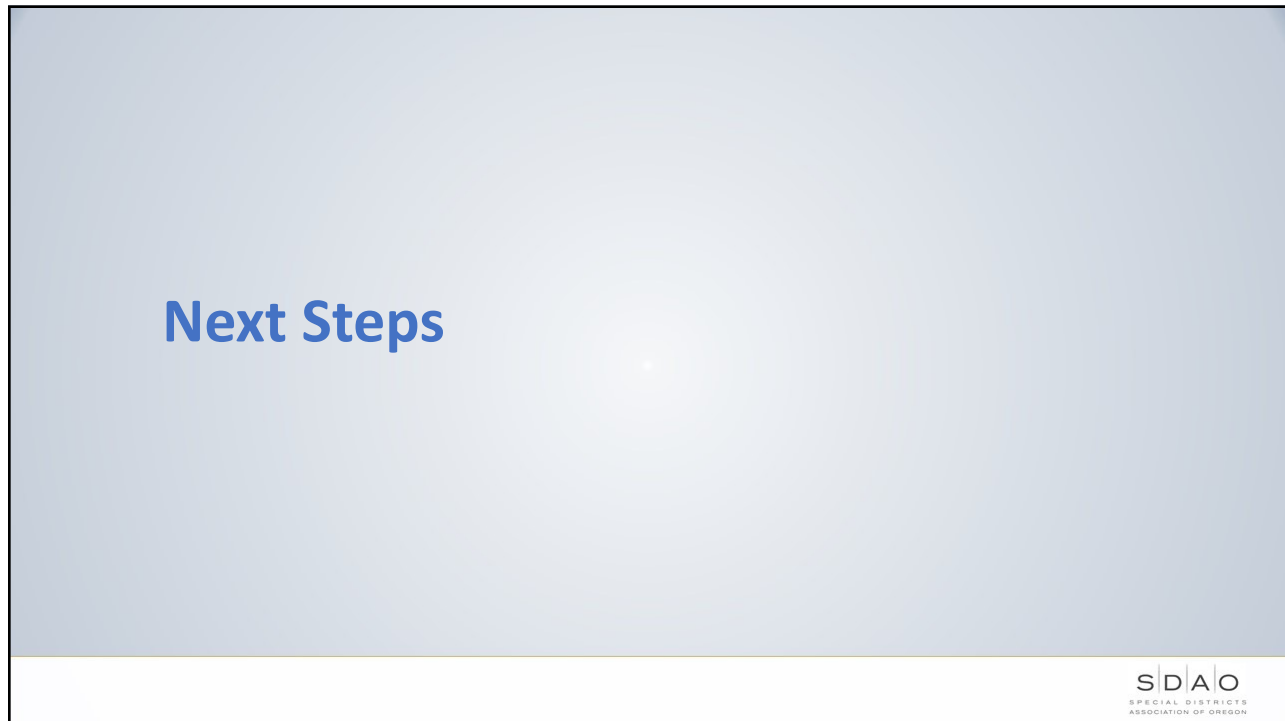 Next Steps
S|D|A|O
SPECIAL DISTRICTS
ASSOCIATION OF OREGON